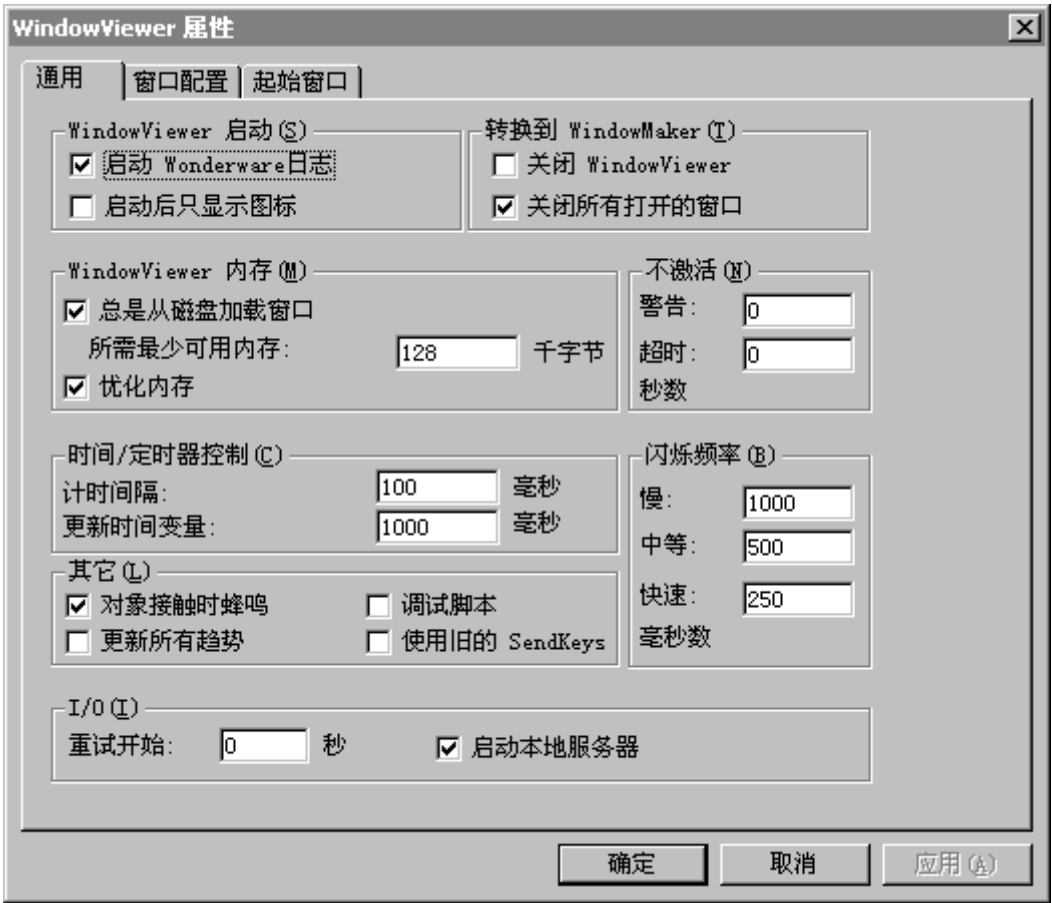 WindowViewer 属性
通用 窗口配置 起始窗口
WindowViewer 启动(S)
启动 Wonderware日志
启动后只显示图标
转换到 WindowMaker(T)
关闭 WindowViewer
关闭所有打开的窗口
WindowViewer 内存(M)
总是从磁盘加载窗口
所需最少可用内存: 128 千字节
优化内存
不激活(N)
警告: 0
超时: 0
秒数
时间/定时器控制(C)
计时间隔: 100 毫秒
更新时间变量: 1000 毫秒
闪烁频率(B)
慢: 1000
中等: 500
快速: 250
毫秒数
其它(L)
对象接触时蜂鸣 调试脚本
更新所有趋势 使用旧的 SendKeys
I/O(I)
重试开始: 0 秒 启动本地服务器
确定 取消 应用(A)